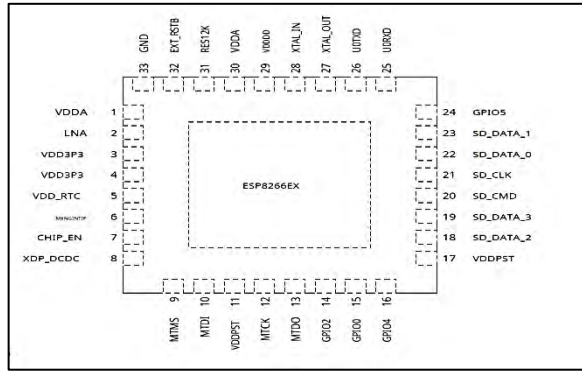 GND
33
EXT_RSTB
32
RES12K
31
VDDA
30
VDDD
29
XTAL_IN
28
XTAL_OUT
27
U0TXD
26
U0RXD
25
VDDA 1
LNA 2
VDD3P3 3
VDD3P3 4
VDD_RTC 5
6
CHIP_EN 7
XDP_DCDC 8
ESP8266EX
24 GPIO5
23 SD_DATA_1
22 SD_DATA_0
21 SD_CLK
20 SD_CMD
19 SD_DATA_3
18 SD_DATA_2
17 VDDPST
9
MTMS
10
MTDI
11
VDDPST
12
MTCK
13
MTDO
14
GPIO2
15
GPIO0
16
GPIO4